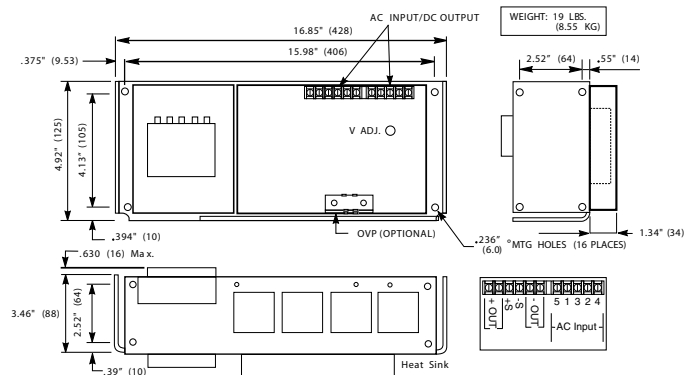 16.85" (428)
AC INPUT/DC OUTPUT
WEIGHT: 19 LBS.
(8.55 KG)
15.98" (406)
.375" (9.53)
2.52" (64)
.55" (14)
4.92" (125)
4.13" (105)
V ADJ.
.394" (10)
OVP (OPTIONAL)
.236" (6.0) °MTG HOLES (16 PLACES)
1.34" (34)
.630 (16) Max.
3.46" (88)
2.52" (64)
.39" (10)
Heat Sink
+ OUT
+S
-S
- OUT
5 1 3 2 4
AC Input